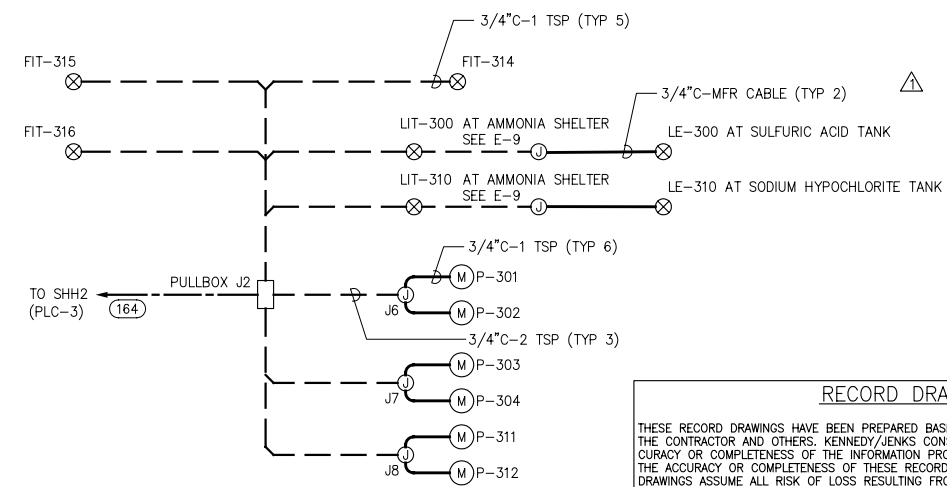 3/4"C-1 TSP (TYP 5)
FIT-315
FIT-314
3/4"C-MFR CABLE (TYP 2)
1
FIT-316
LIT-300 AT AMMONIA SHELTER
SEE E-9
J
LE-300 AT SULFURIC ACID TANK
LIT-310 AT AMMONIA SHELTER
SEE E-9
J
LE-310 AT SODIUM HYPOCHLORITE TANK
3/4"C-1 TSP (TYP 6)
PULLBOX J2
TO SHH2
(PLC-3)
164
J
J6
M P-301
M P-302
3/4"C-2 TSP (TYP 3)
J
J7
M P-303
M P-304
J
J8
M P-311
M P-312
RECORD DRA
THESE RECORD DRAWINGS HAVE BEEN PREPARED BAS
THE CONTRACTOR AND OTHERS. KENNEDY/JENKS CONS
CURACY OR COMPLETENESS OF THE INFORMATION PRO
THE ACCURACY OR COMPLETENESS OF THESE RECORD
DRAWINGS ASSUME ALL RISK OF LOSS RESULTING FRO